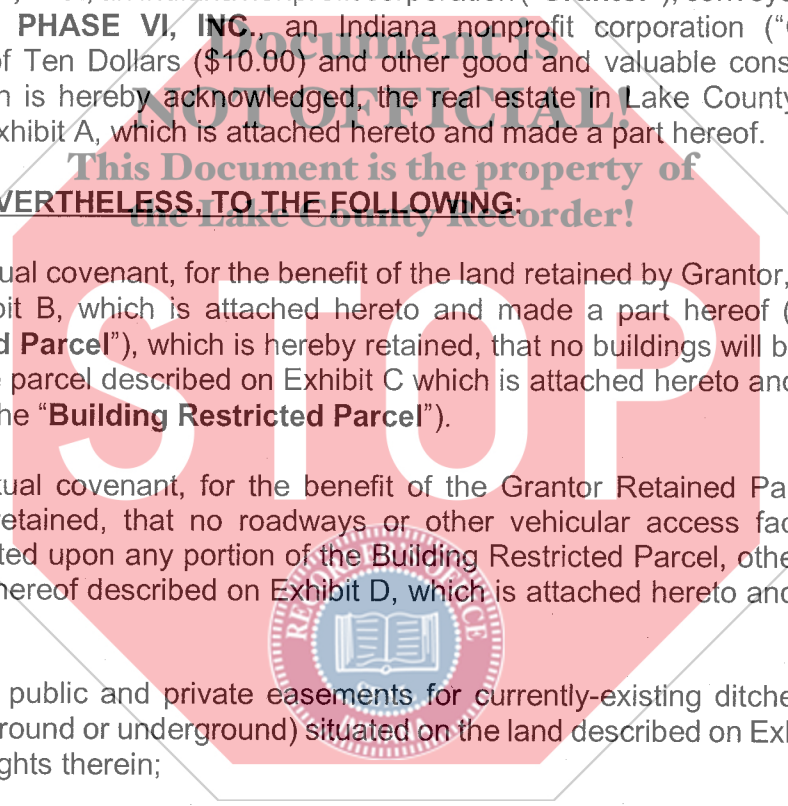 PHASE VI, INC., an Indiana nonprofit corporation (“
of Ten Dollars ($10.00) and other good and valuable cons
n is hereby acknowledged, the real estate in Lake County
xhibit A, which is attached hereto and made a part hereof.
VERTHELESS, TO THE FOLLOWING:
ual covenant, for the benefit of the land retained by Grantor,
bit B, which is attached hereto and made a part hereof (
d Parcel”), which is hereby retained, that no buildings will b
e parcel described on Exhibit C which is attached hereto and
he “Building Restricted Parcel”).
tual covenant, for the benefit of the Grantor Retained Pa
retained, that no roadways or other vehicular access fac
ted upon any portion of the Building Restricted Parcel, othe
hereof described on Exhibit D, which is attached hereto and
public and private easements for currently-existing ditche
round or underground) situated on the land described on Exl
ghts therein;
Document is
NOT OFFICIAL!
This Document is the property of
the Lake County Recorder!
STOP